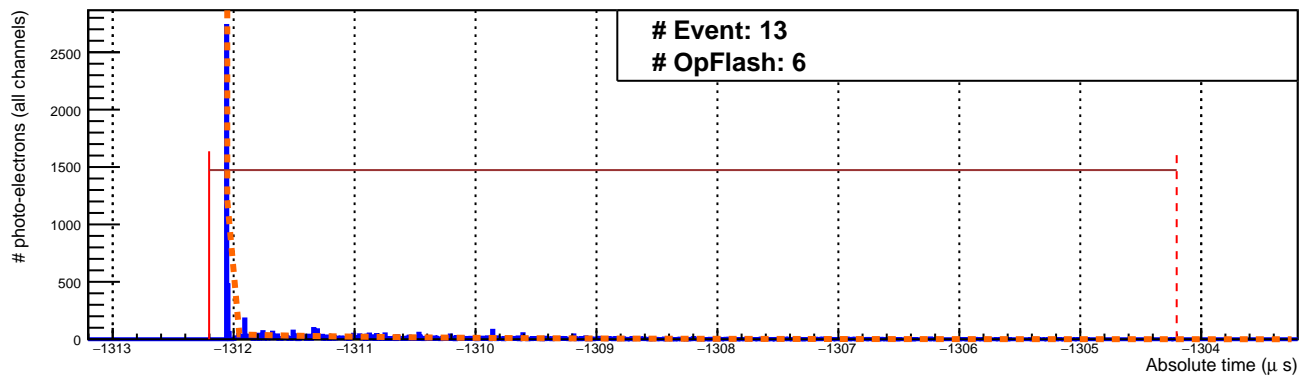 # Event: 13
# OpFlash: 6
# photo-electrons (all channels)
2500
2000
1500
1000
500
0
−1313 −1312 −1311 −1310 −1309 −1308 −1307 −1306 −1305 −1304
Absolute time (μ s)